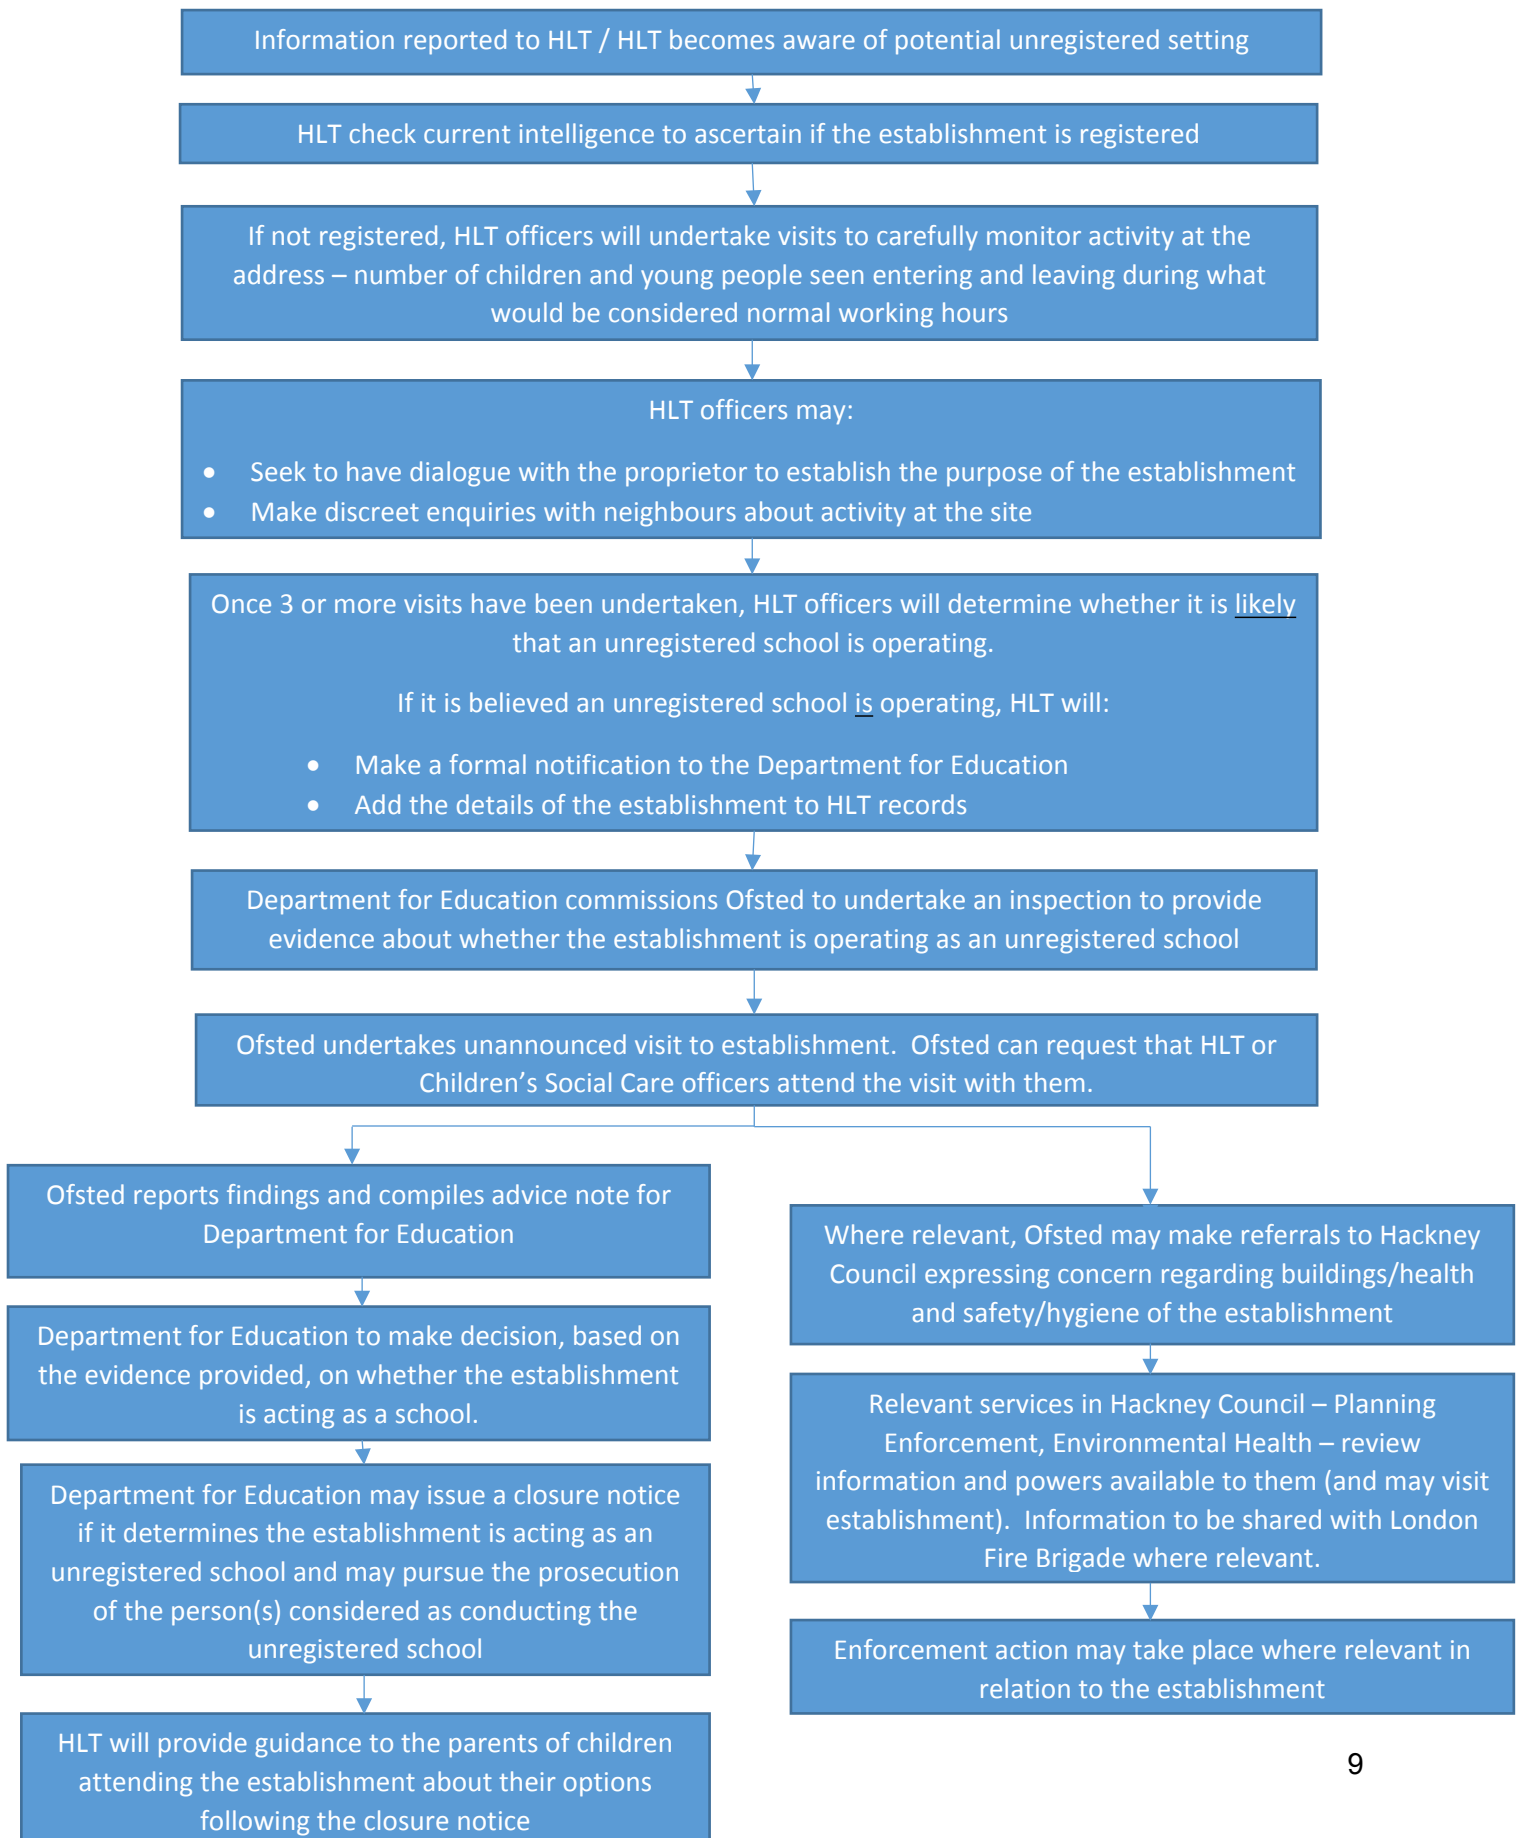 Information reported to HLT / HLT becomes aware of potential unregistered setting
HLT check current intelligence to ascertain if the establishment is registered
If not registered, HLT officers will undertake visits to carefully monitor activity at the
address – number of children and young people seen entering and leaving during what
would be considered normal working hours
HLT officers may:
• Seek to have dialogue with the proprietor to establish the purpose of the establishment
• Make discreet enquiries with neighbours about activity at the site
Once 3 or more visits have been undertaken, HLT officers will determine whether it is likely
that an unregistered school is operating.
If it is believed an unregistered school is operating, HLT will:
• Make a formal notification to the Department for Education
• Add the details of the establishment to HLT records
Department for Education commissions Ofsted to undertake an inspection to provide
evidence about whether the establishment is operating as an unregistered school
Ofsted undertakes unannounced visit to establishment. Ofsted can request that HLT or
Children’s Social Care officers attend the visit with them.
Ofsted reports findings and compiles advice note for
Department for Education
Department for Education to make decision, based on
the evidence provided, on whether the establishment
is acting as a school.
Department for Education may issue a closure notice
if it determines the establishment is acting as an
unregistered school and may pursue the prosecution
of the person(s) considered as conducting the
unregistered school
HLT will provide guidance to the parents of children
attending the establishment about their options
following the closure notice
Where relevant, Ofsted may make referrals to Hackney
Council expressing concern regarding buildings/health
and safety/hygiene of the establishment
Relevant services in Hackney Council – Planning
Enforcement, Environmental Health – review
information and powers available to them (and may visit
establishment). Information to be shared with London
Fire Brigade where relevant.
Enforcement action may take place where relevant in
relation to the establishment
9